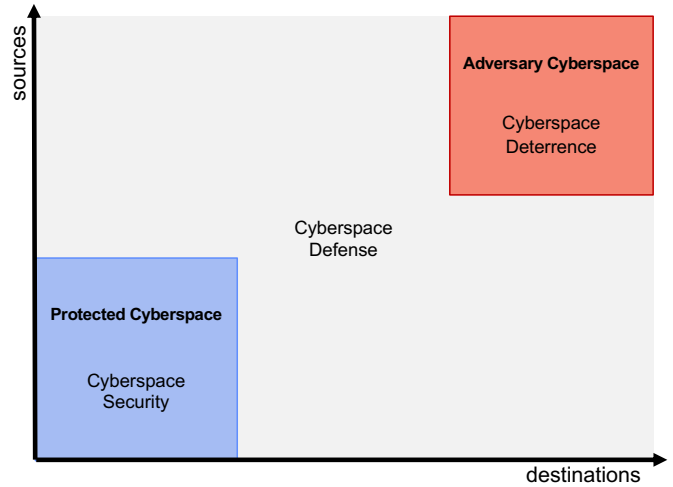 sources
Adversary Cyberspace
Cyberspace
Deterrence
Cyberspace
Defense
Protected Cyberspace
Cyberspace
Security
destinations